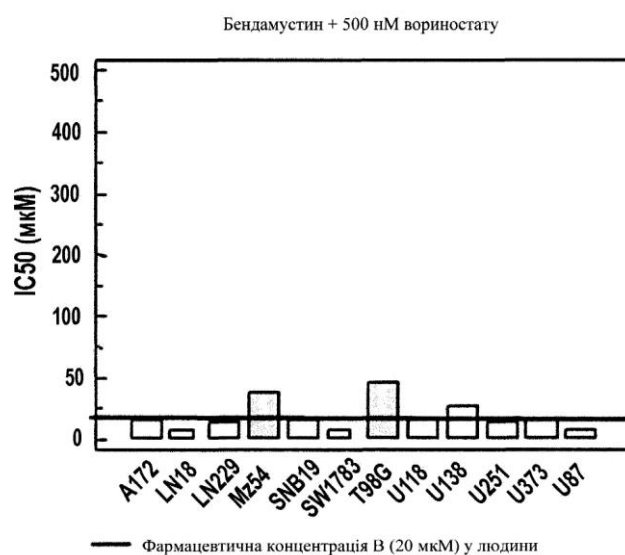 Бендамустин + 500 нМ вориностату
500
400
300
200
100
50
0
IC50 (мкМ)
A172
LN18
LN229
Mz54
SNB19
SW1783
T98G
U118
U138
U251
U373
U87
Фармацевтична концентрація В (20 мкМ) у людини